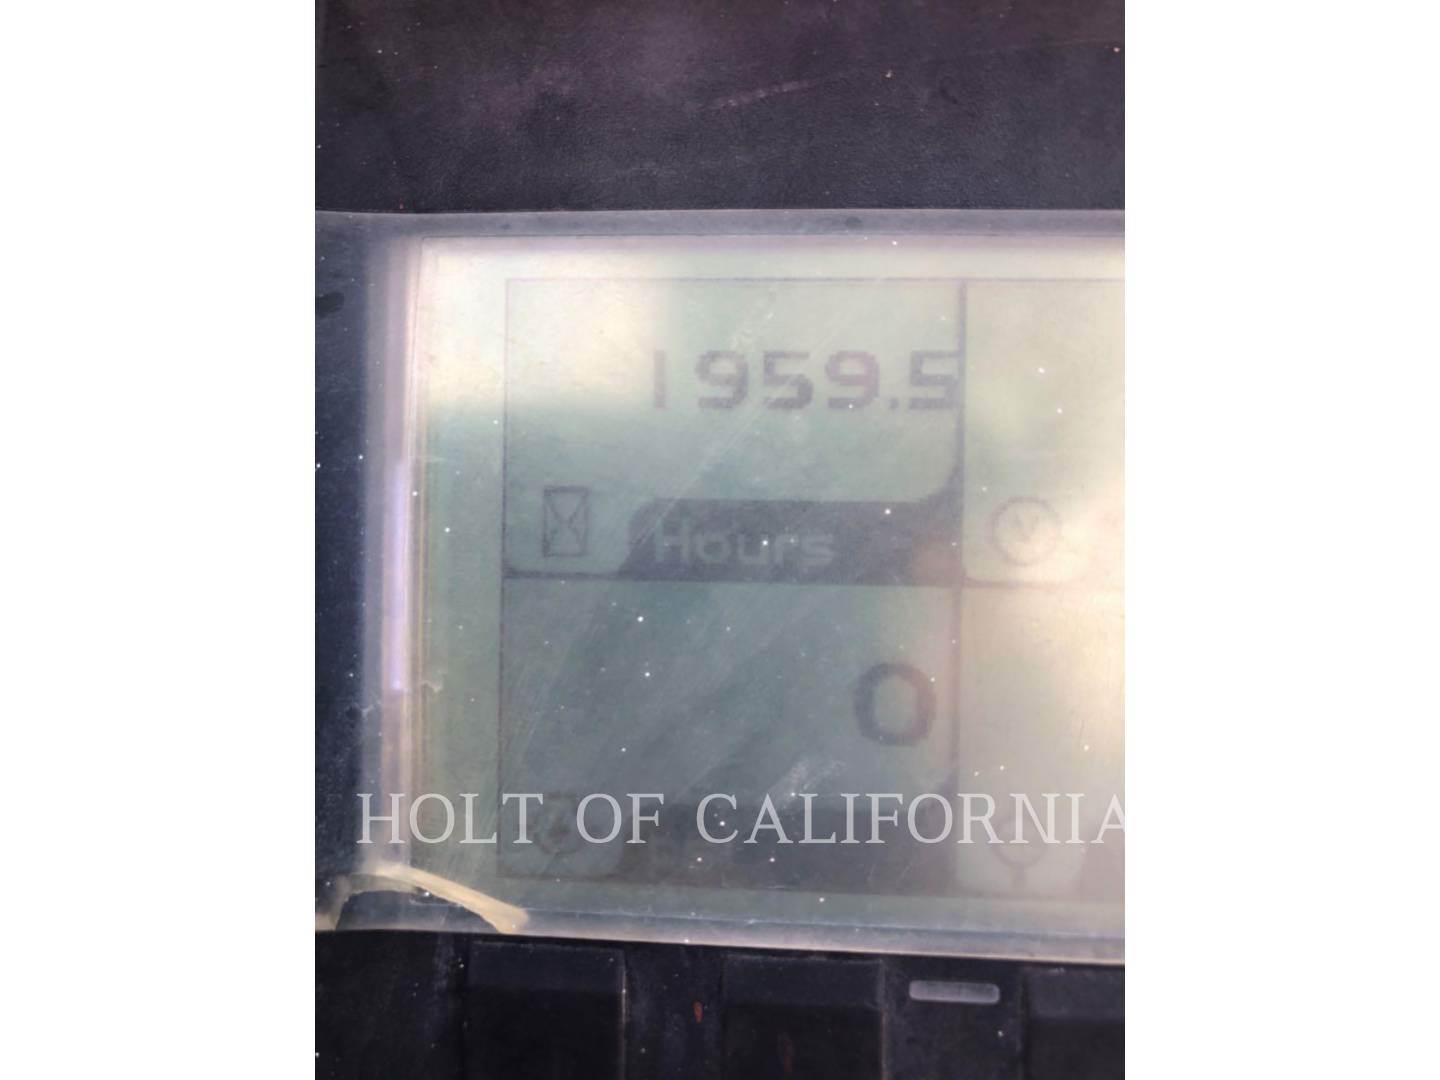 1959.5
Hours
0
HOLT OF CALIFORNIA